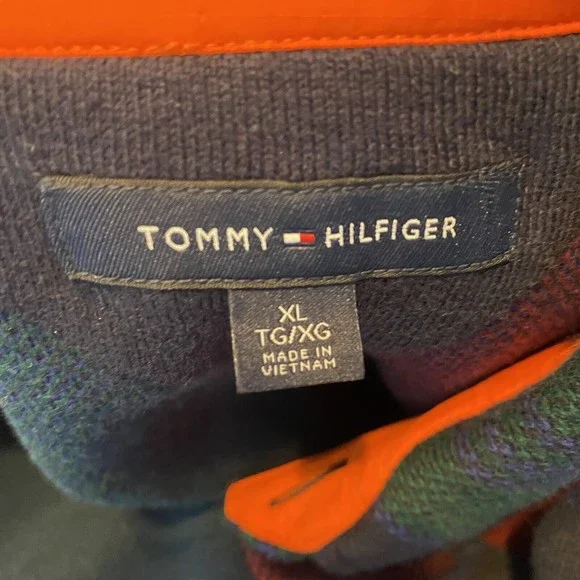 TOMMY HILFIGER
XL
TG/XG
MADE IN
VIETNAM